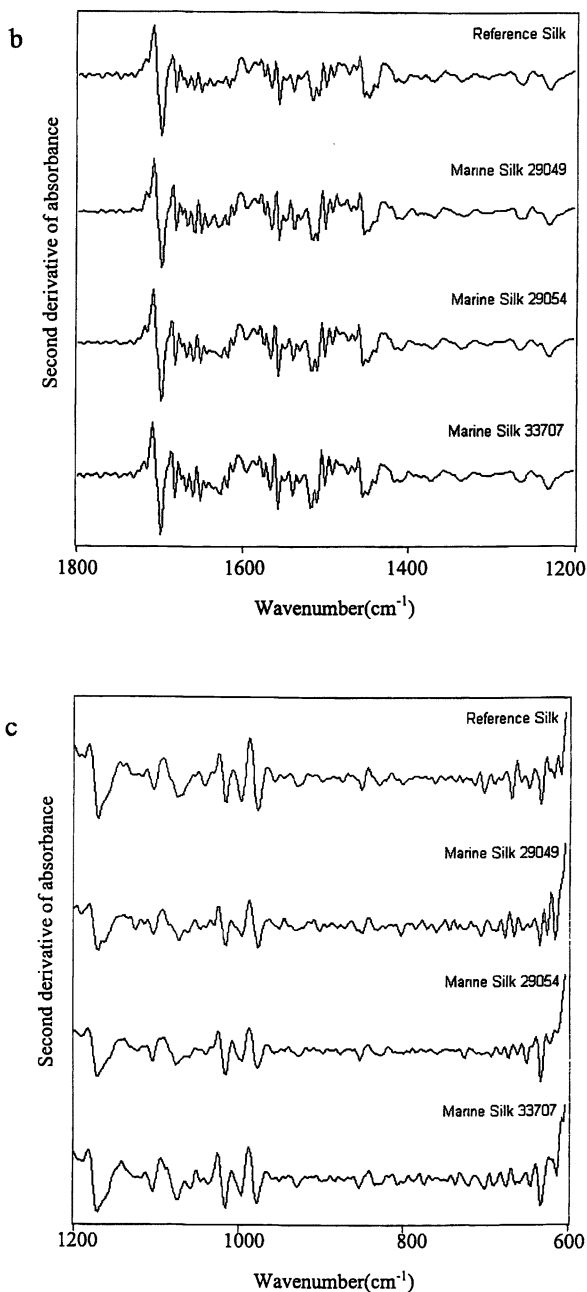 b
Reference Silk
Marine Silk 29049
Marine Silk 29054
Marine Silk 33707
Second derivative of absorbance
1800
1600
1400
1200
Wavenumber(cm⁻¹)
c
Reference Silk
Marine Silk 29049
Marine Silk 29054
Marine Silk 33707
Second derivative of absorbance
1200
1000
800
600
Wavenumber(cm⁻¹)